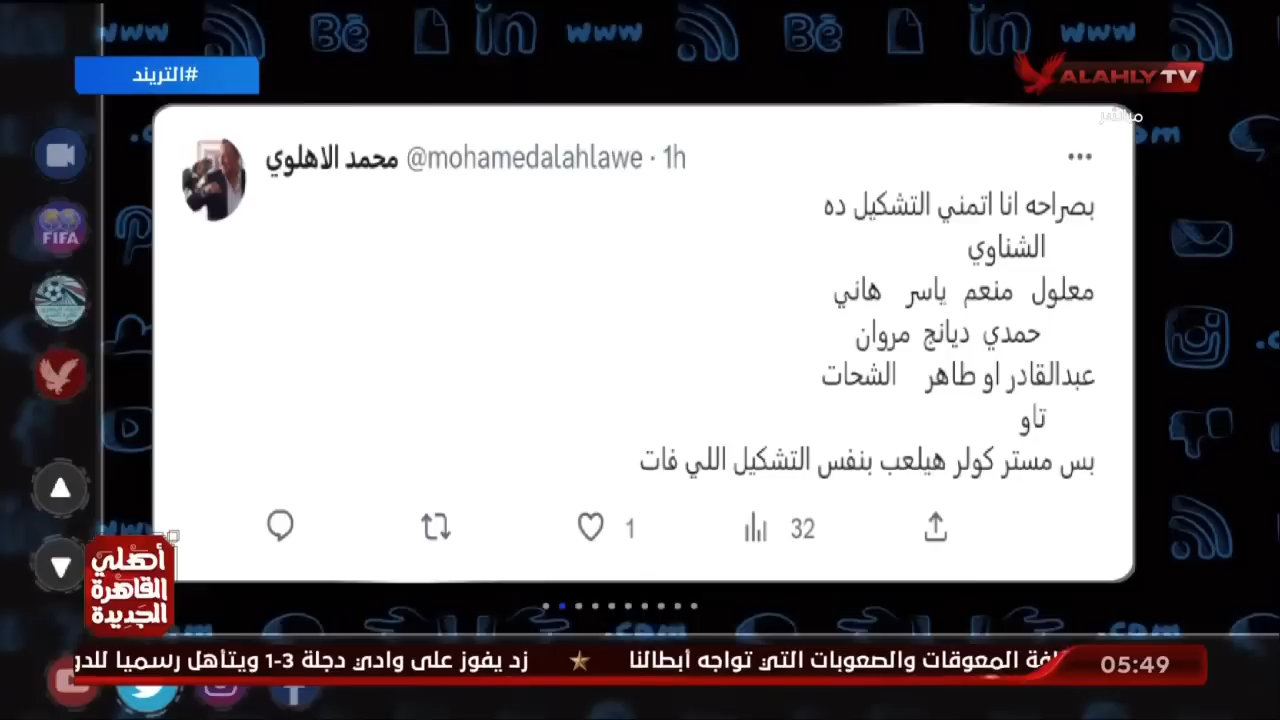 #التريند
ALAHLY TV
مباشر
محمد الاهلوي @mohamedalahlawe · 1h
بصراحه انا اتمني التشكيل ده
الشناوي
معلول منعم ياسر هاني
حمدي ديانج مروان
عبدالقادر او طاهر الشحات
تاو
بس مستر كولر هيلعب بنفس التشكيل اللي فات
1
32
FIFA
أهلي
القاهرة
الجديدة
المعوقات والصعوبات التي تواجه أبطالنا
زد يفوز على وادي دجلة 3-1 ويتأهل رسميا
05:49